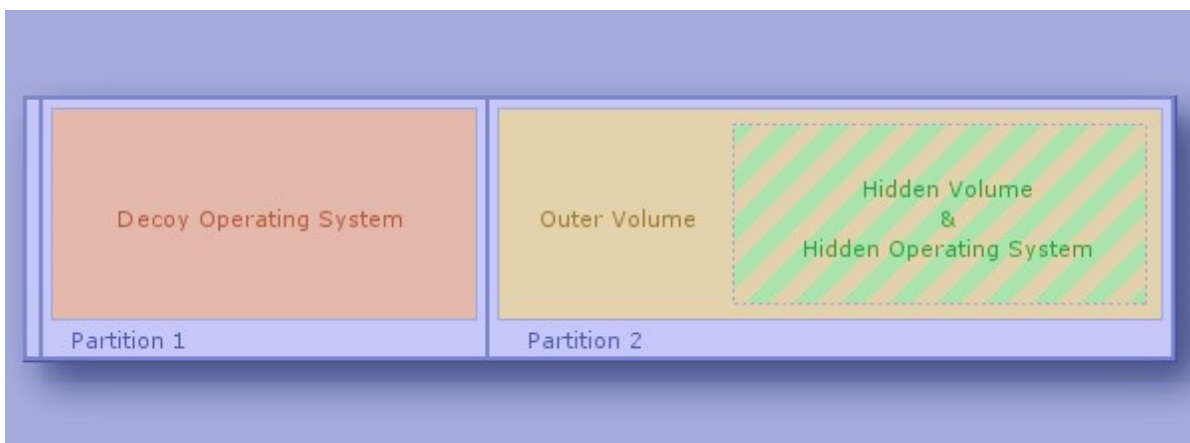 Decoy Operating System
Outer Volume
Hidden Volume
&
Hidden Operating System
Partition 1
Partition 2